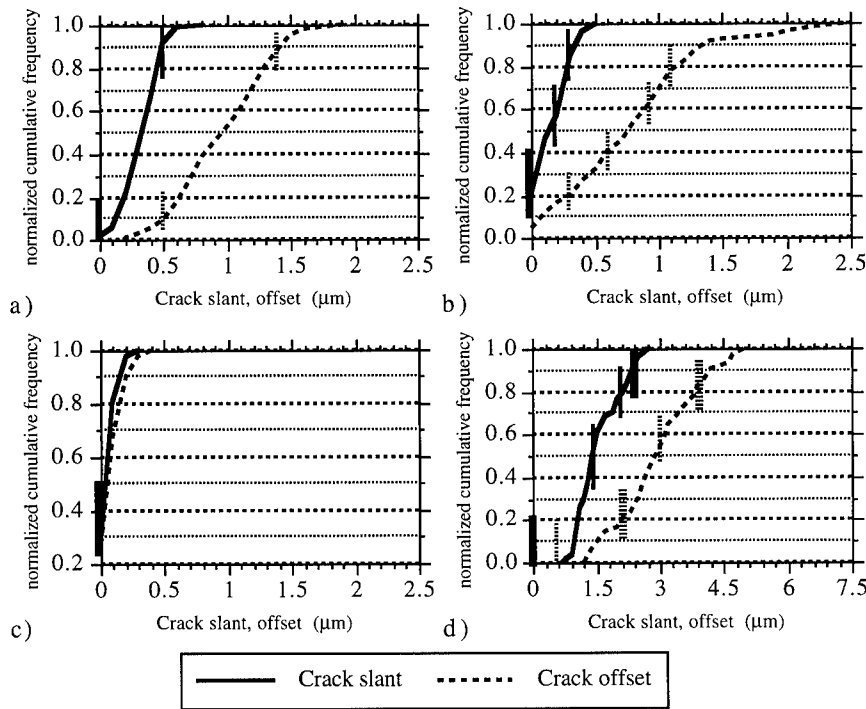 normalized cumulative frequency
1.0
0.8
0.6
0.4
0.2
0.0
0 0.5 1 1.5 2 2.5
Crack slant, offset (μm)
a)
normalized cumulative frequency
1.0
0.8
0.6
0.4
0.2
0.0
0 0.5 1 1.5 2 2.5
Crack slant, offset (μm)
b)
normalized cumulative frequency
1.0
0.8
0.6
0.4
0.2
0 0.5 1 1.5 2 2.5
Crack slant, offset (μm)
c)
normalized cumulative frequency
1.0
0.8
0.6
0.4
0.2
0.0
0 1.5 3 4.5 6 7.5
Crack slant, offset (μm)
d)
Crack slant Crack offset